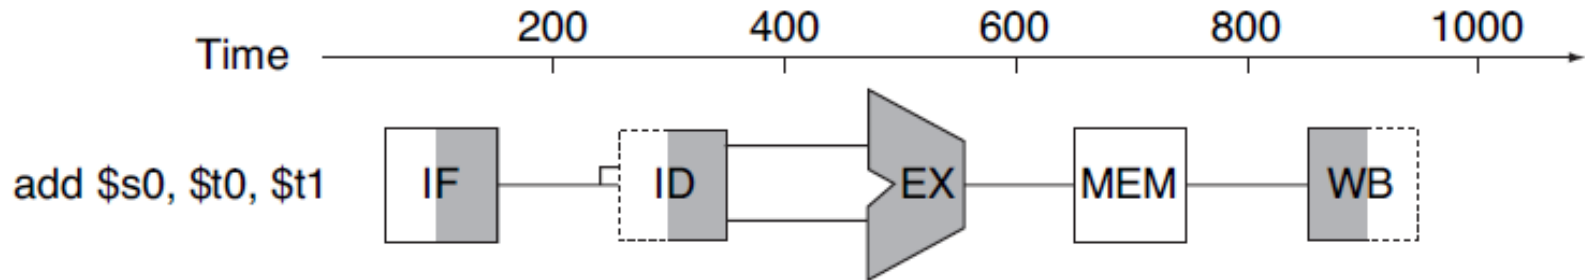 Time 200 400 600 800 1000
add $s0, $t0, $t1 IF ID EX MEM WB